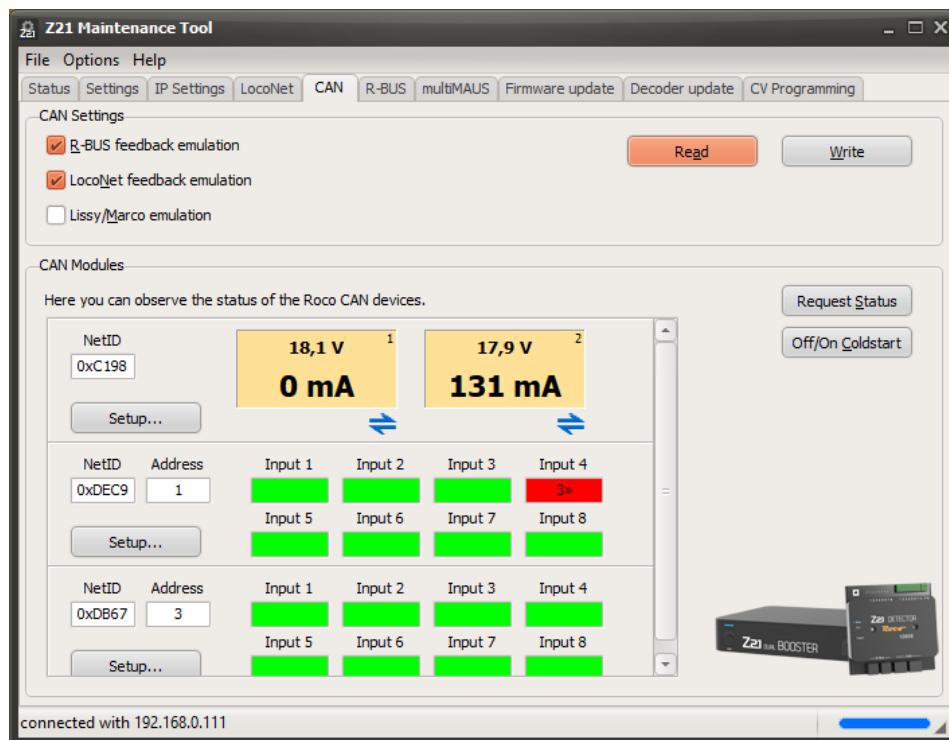 Z21 Maintenance Tool
File Options Help
Status Settings IP Settings LocoNet CAN R-BUS multiMAUS Firmware update Decoder update CV Programming
CAN Settings
R-BUS feedback emulation
Read Write
LocoNet feedback emulation
Lissy/Marco emulation
CAN Modules
Here you can observe the status of the Roco CAN devices.
Request Status
Off/On Coldstart
NetID
0xC198
18,1 V 1
0 mA
17,9 V 2
131 mA
Setup...
NetID Address Input 1 Input 2 Input 3 Input 4
0xDEC9 1 3»
Input 5 Input 6 Input 7 Input 8
Setup...
NetID Address Input 1 Input 2 Input 3 Input 4
0xDB67 3
Input 5 Input 6 Input 7 Input 8
Setup...
Z21 DUAL BOOSTER
Z21 DETECTOR
Roco
connected with 192.168.0.111